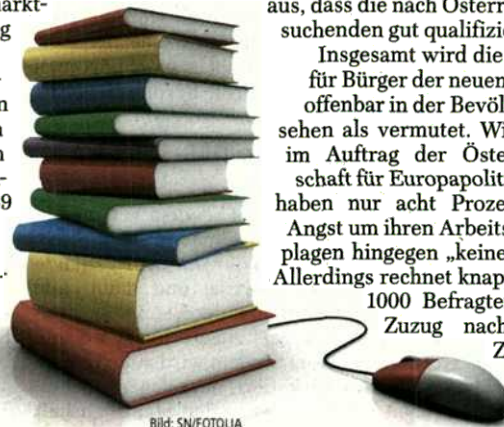 arkt-
g
n
n
-
9
aus, dass die nach Österr
suchenden gut qualifizie
Insgesamt wird die
für Bürger der neuen
offenbar in der Bevöl
sehen als vermutet. Wi
im Auftrag der Öste
schaft für Europapolit
haben nur acht Proze
Angst um ihren Arbeits
plagen hingegen „keine
Allerdings rechnet knap
1000 Befragte
Zuzug nach
Z
Bild: SN/FOTOLIA